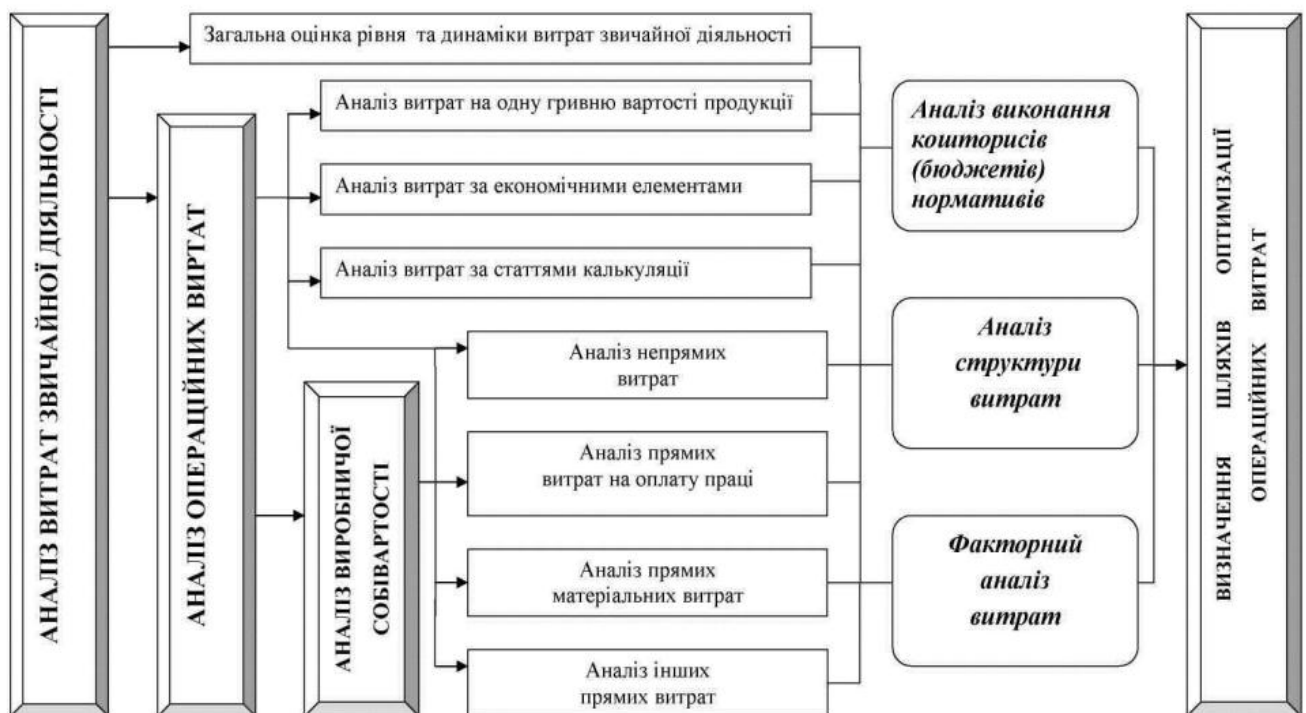 АНАЛІЗ ВИТРАТ ЗВИЧАЙНОЇ ДІЯЛЬНОСТІ
Загальна оцінка рівня та динаміки витрат звичайної діяльності
АНАЛІЗ ОПЕРАЦІЙНИХ ВИРТАТ
Аналіз витрат на одну гривню вартості продукції
Аналіз витрат за економічними елементами
Аналіз витрат за статтями калькуляції
АНАЛІЗ ВИРОБНИЧОЇ
СОБІВАРТОСТІ
Аналіз непрямих
витрат
Аналіз прямих
витрат на оплату праці
Аналіз прямих
матеріальних витрат
Аналіз інших
прямих витрат
Аналіз виконання
кошторисів
(бюджетів)
нормативів
Аналіз
структури
витрат
Факторний
аналіз
витрат
ВИЗНАЧЕННЯ ШЛЯХІВ ОПТИМІЗАЦІЇ
ОПЕРАЦІЙНИХ ВИТРАТ